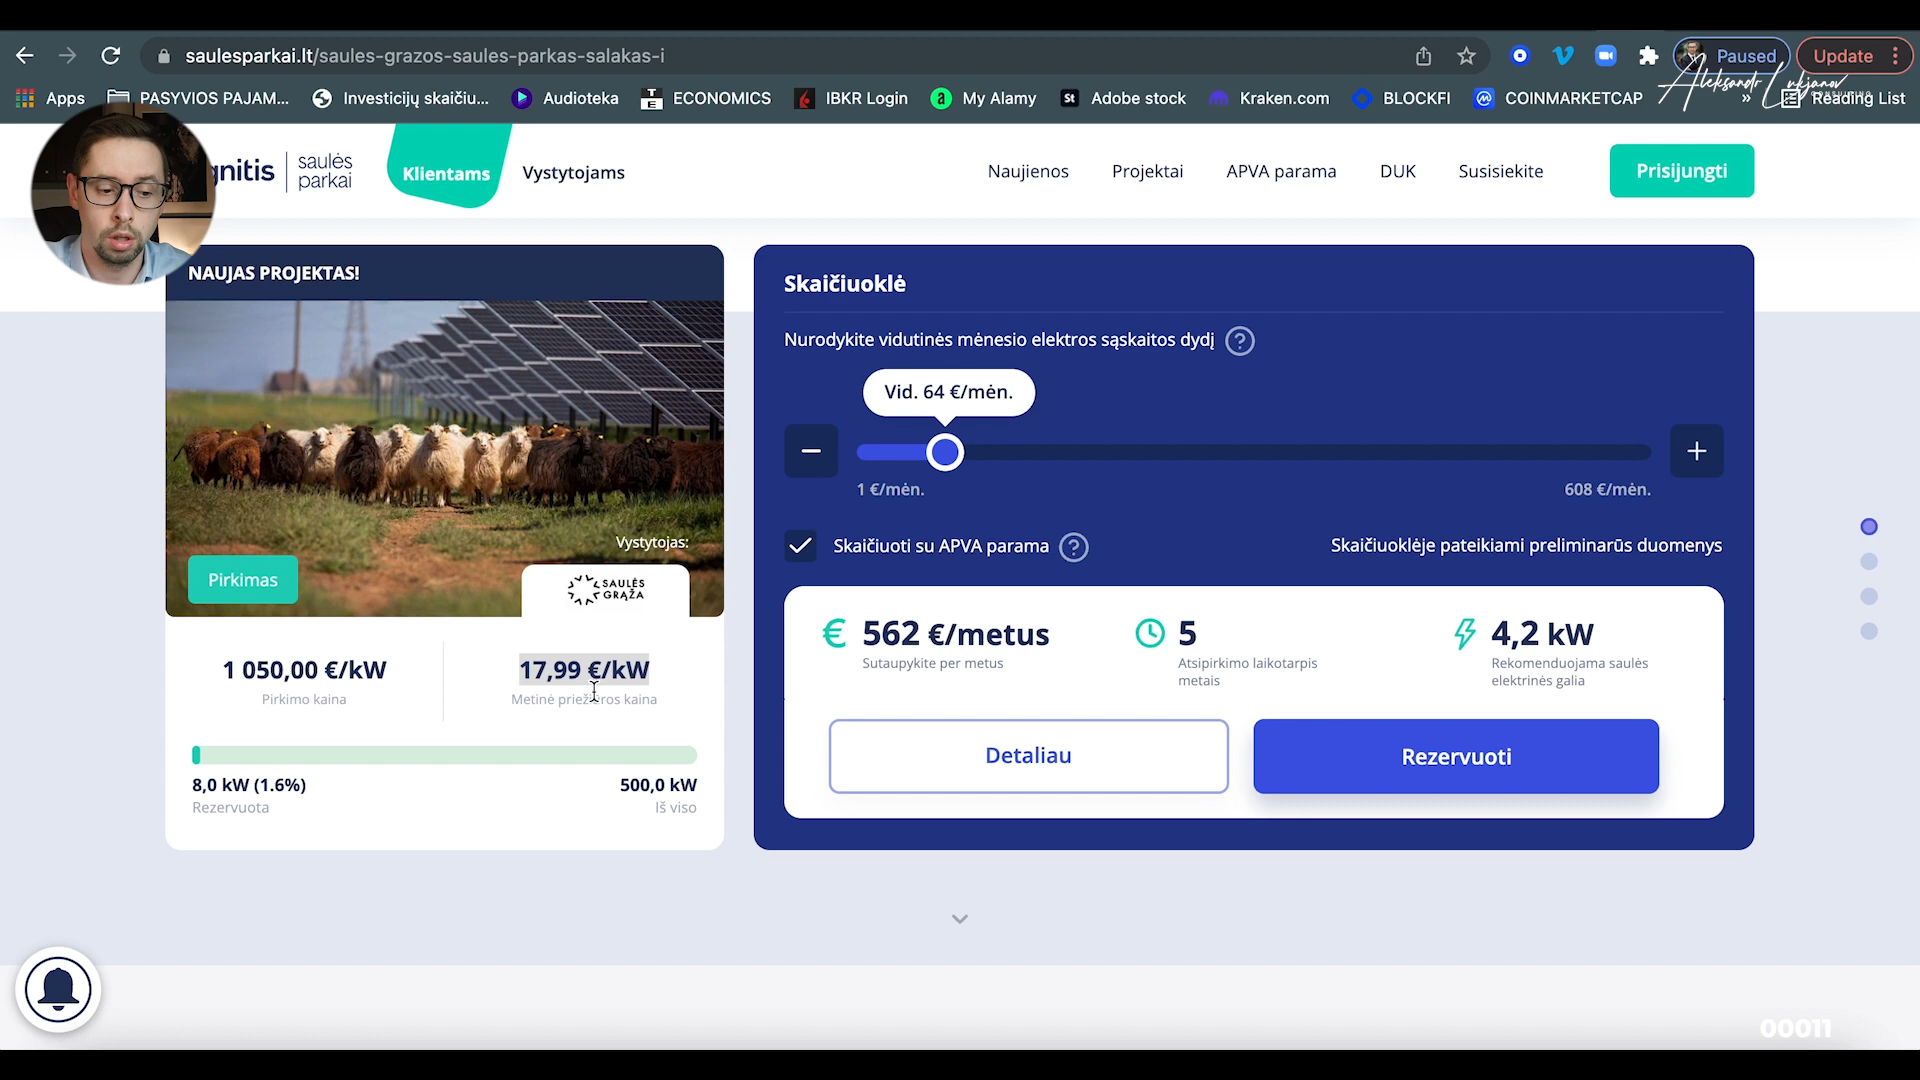 saulesparkai.lt/saules-grazos-saules-parkas-salakas-i
Paused
Update
Apps
PASYVIOS PAJAM...
Investicijų skaičiu...
Audioteka
ECONOMICS
IBKR Login
My Alamy
Adobe stock
Kraken.com
BLOCKFI
COINMARKETCAP
»
Reading List
Aleksandr Lukjanov
gnitis
saulės
parkai
Klientams
Vystytojams
Naujienos
Projektai
APVA parama
DUK
Susisiekite
Prisijungti
NAUJAS PROJEKTAS!
Vystytojas:
Pirkimas
SAULĖS
GRĄŽA
1 050,00 €/kW
Pirkimo kaina
17,99 €/kW
Metinė priežiūros kaina
8,0 kW (1.6%)
Rezervuota
500,0 kW
Iš viso
Skaičiuoklė
Nurodykite vidutinės mėnesio elektros sąskaitos dydį
?
Vid. 64 €/mėn.
1 €/mėn.
608 €/mėn.
Skaičiuoti su APVA parama
?
Skaičiuoklėje pateikiami preliminarūs duomenys
€ 562 €/metus
Sutaupykite per metus
5
Atsipirkimo laikotarpis
metais
4,2 kW
Rekomenduojama saulės
elektrinės galia
Detaliau
Rezervuoti
00011